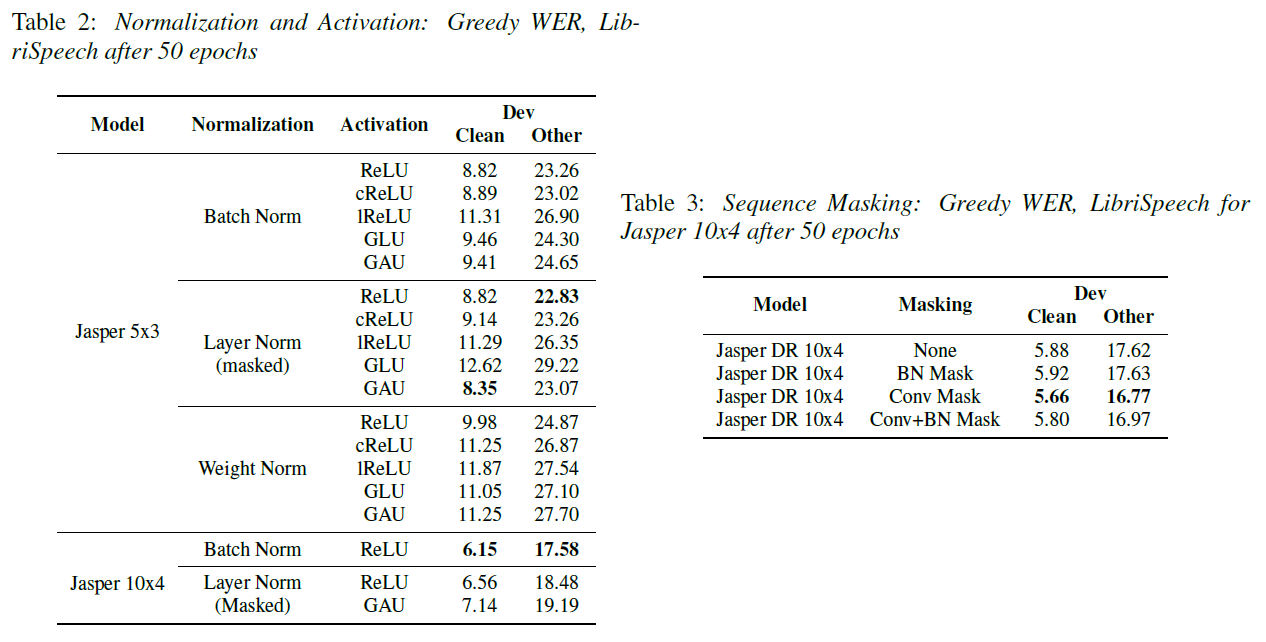 Table 2: Normalization and Activation: Greedy WER, Lib-
riSpeech after 50 epochs
Model Normalization Activation Dev
Clean Other
Jasper 5x3 Batch Norm ReLU 8.82 23.26
cReLU 8.89 23.02
lReLU 11.31 26.90
GLU 9.46 24.30
GAU 9.41 24.65
Layer Norm (masked) ReLU 8.82 22.83
cReLU 9.14 23.26
lReLU 11.29 26.35
GLU 12.62 29.22
GAU 8.35 23.07
Weight Norm ReLU 9.98 24.87
cReLU 11.25 26.87
lReLU 11.87 27.54
GLU 11.05 27.10
GAU 11.25 27.70
Jasper 10x4 Batch Norm ReLU 6.15 17.58
Layer Norm ReLU 6.56 18.48
(Masked) GAU 7.14 19.19
Table 3: Sequence Masking: Greedy WER, LibriSpeech for
Jasper 10x4 after 50 epochs
Model Masking Dev
Clean Other
Jasper DR 10x4 None 5.88 17.62
Jasper DR 10x4 BN Mask 5.92 17.63
Jasper DR 10x4 Conv Mask 5.66 16.77
Jasper DR 10x4 Conv+BN Mask 5.80 16.97